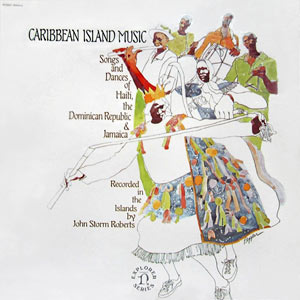 CARIBBEAN ISLAND MUSIC
Songs
and
Dances
of
Haiti,
the
Dominican Republic &
Jamaica
Recorded
in the
Islands
by
John Storm Roberts
EXPLORER
SERIES